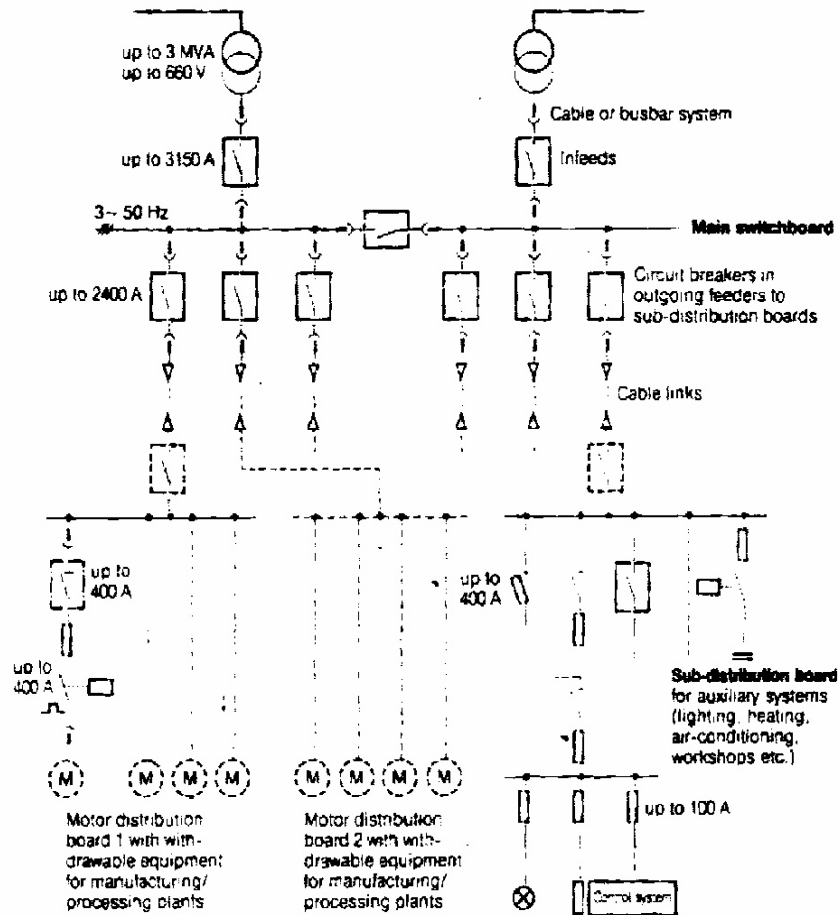 up to 3 MVA
up to 660 V
Cable or busbar system
up to 3150 A
Infeeds
3~ 50 Hz
Main switchboard
up to 2400 A
Circuit breakers in
outgoing feeders to
sub-distribution boards
Cable links
up to
400 A
up to
400 A
up to
400 A
Sub-distribution board
for auxiliary systems
(lighting, heating,
air-conditioning,
workshops etc.)
M
M
M
M
M
M
M
M
up to 100 A
Motor distribution
board 1 with with-
drawable equipment
for manufacturing/
processing plants
Motor distribution
board 2 with with-
drawable equipment
for manufacturing/
processing plants
Control system